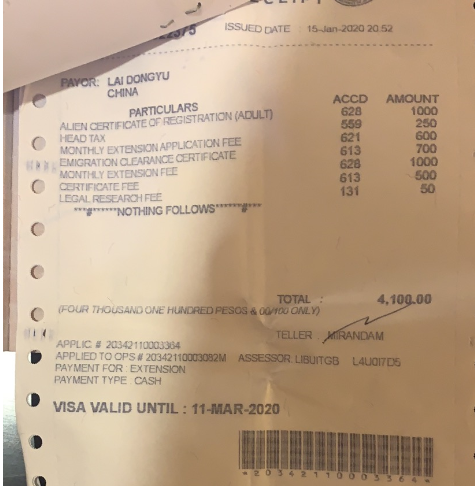 ISSUED DATE : 15-Jan-2020 20:52
PAYOR: LAI DONGYU
CHINA
PARTICULARS ACCD AMOUNT
ALIEN CERTIFICATE OF REGISTRATION (ADULT) 628 1000
HEAD TAX 559 250
MONTHLY EXTENSION APPLICATION FEE 621 600
EMIGRATION CLEARANCE CERTIFICATE 613 700
MONTHLY EXTENSION FEE 628 1000
CERTIFICATE FEE 613 500
LEGAL RESEARCH FEE 131 50
NOTHING FOLLOWS
TOTAL : 4,100.00
(FOUR THOUSAND ONE HUNDRED PESOS & 00/100 ONLY)
TELLER : MIRANDAM
APPLIC # 20342110003364
APPLIED TO OPS # 20342110003082M ASSESSOR: LIBUITGB L4U0I7D5
PAYMENT FOR : EXTENSION
PAYMENT TYPE : CASH
VISA VALID UNTIL : 11-MAR-2020
*20342110003364*